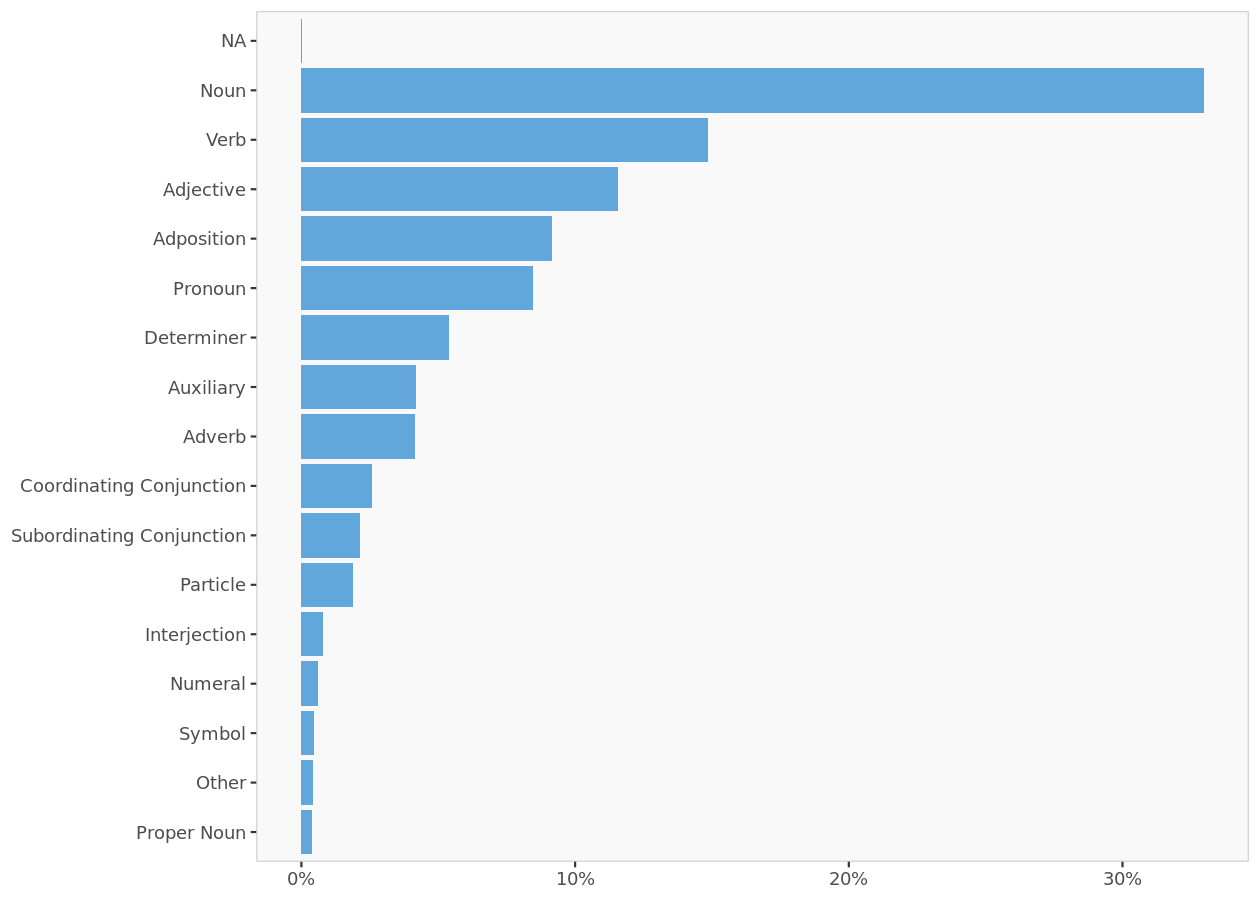 NA
Noun
Verb
Adjective
Adposition
Pronoun
Determiner
Auxiliary
Adverb
Coordinating Conjunction
Subordinating Conjunction
Particle
Interjection
Numeral
Symbol
Other
Proper Noun
0% 10% 20% 30%